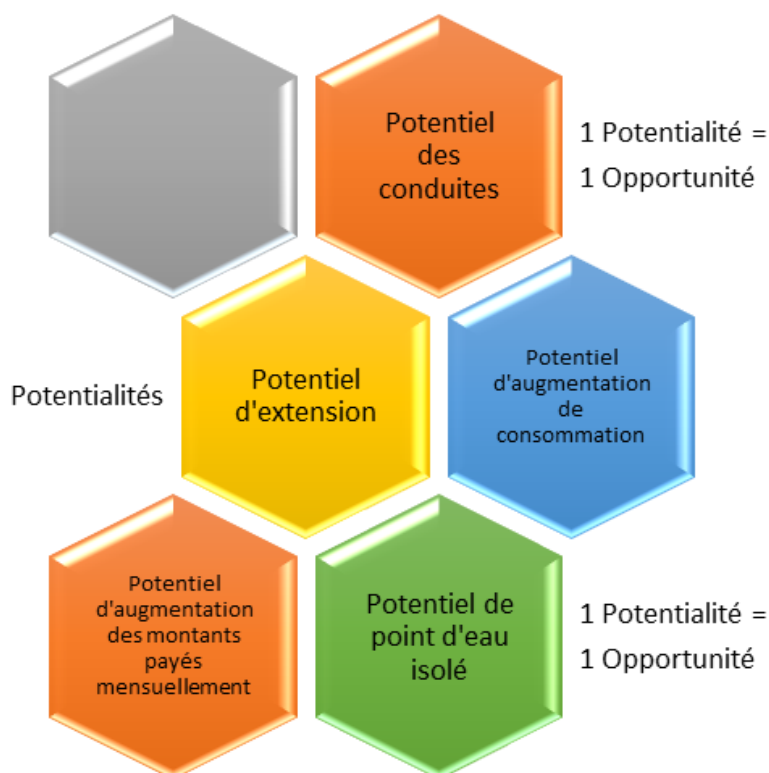 Potentiel
des
conduites
1 Potentialité =
1 Opportunité
Potentialités
Potentiel
d'extension
Potentiel
d'augmentation
de
consommation
Potentiel
d'augmentation
des montants
payés
mensuellement
Potentiel de
point d'eau
isolé
1 Potentialité =
1 Opportunité